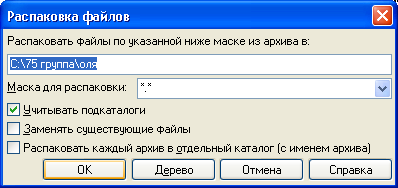 Распаковка файлов
Распаковать файлы по указанной ниже маске из архива в:
C:\75 группа\оля
Маска для распаковки: *.*
Учитывать подкаталоги
Заменять существующие файлы
Распаковать каждый архив в отдельный каталог (с именем архива)
OK Дерево Отмена Справка